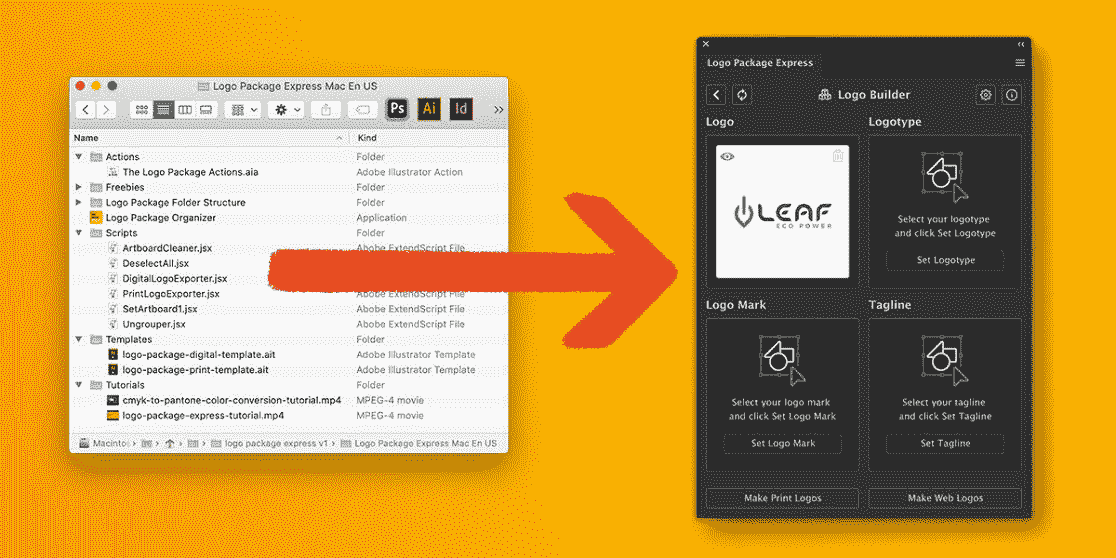 Logo Package Express Mac En US
Ps Ai Id
Name Kind
Actions Folder
The Logo Package Actions.aia Adobe Illustrator Action
Freebies Folder
Logo Package Folder Structure Folder
Logo Package Organizer Application
Scripts Folder
ArtboardCleaner.jsx Abobe ExtendScript File
DeselectAll.jsx Abobe ExtendScript File
DigitalLogoExporter.jsx
PrintLogoExporter.jsx Abobe ExtendScript File
SetArtboard1.jsx Abobe ExtendScript File
Ungrouper.jsx Abobe ExtendScript File
Templates Folder
logo-package-digital-template.ait Adobe Illustrator Template
logo-package-print-template.ait Adobe Illustrator Template
Tutorials Folder
cmyk-to-pantone-color-conversion-tutorial.mp4 MPEG-4 movie
logo-package-express-tutorial.mp4 MPEG-4 movie
Macinto logo package express v1 Logo Package Express Mac En US
Logo Package Express
Logo Builder
Logo Logotype
LEAF
ECO POWER
Select your logotype
and click Set Logotype
Set Logotype
Logo Mark Tagline
Select your logo mark Select your tagline
and click Set Logo Mark and click Set Tagline
Set Logo Mark Set Tagline
Make Print Logos Make Web Logos